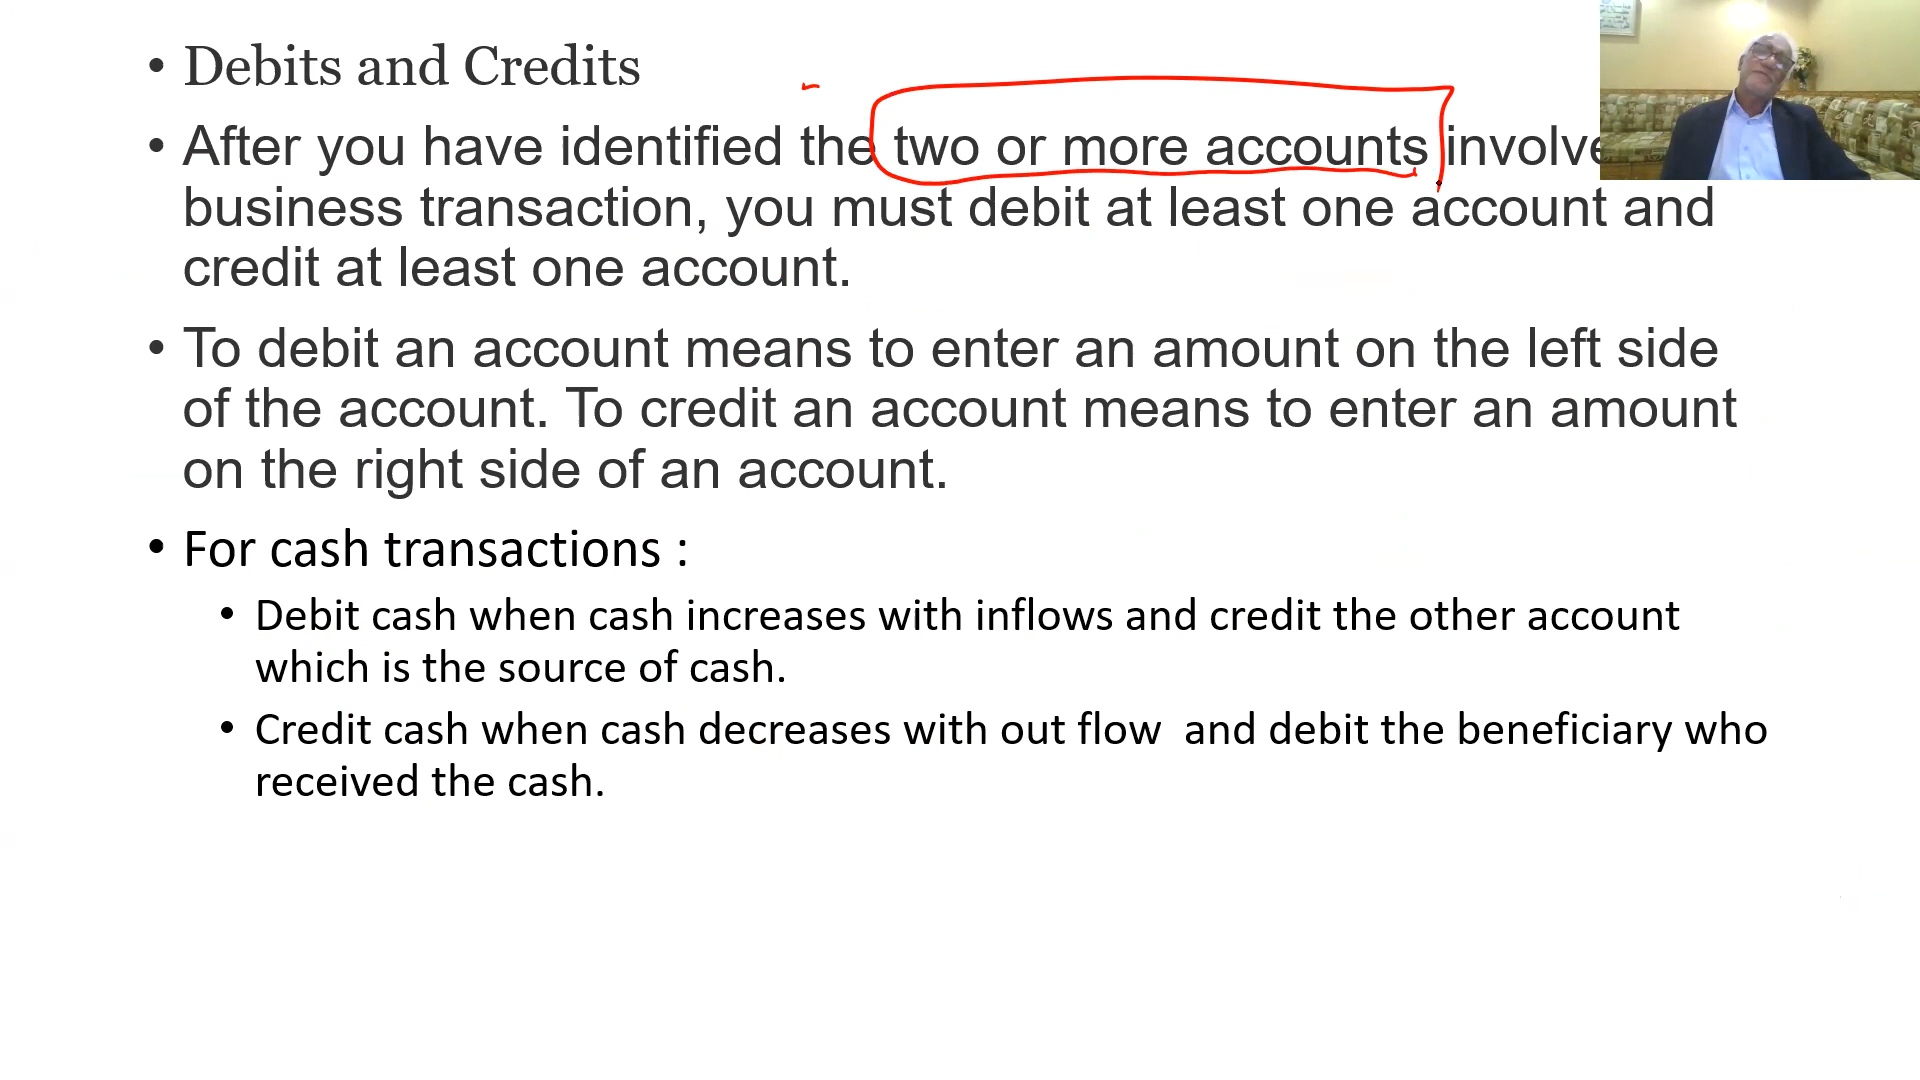 • Debits and Credits
• After you have identified the two or more accounts
business transaction, you must debit at least one account and
credit at least one account.
• To debit an account means to enter an amount on the left side
of the account. To credit an account means to enter an amount
on the right side of an account.
• For cash transactions :
• Debit cash when cash increases with inflows and credit the other account
which is the source of cash.
• Credit cash when cash decreases with out flow and debit the beneficiary who
received the cash.